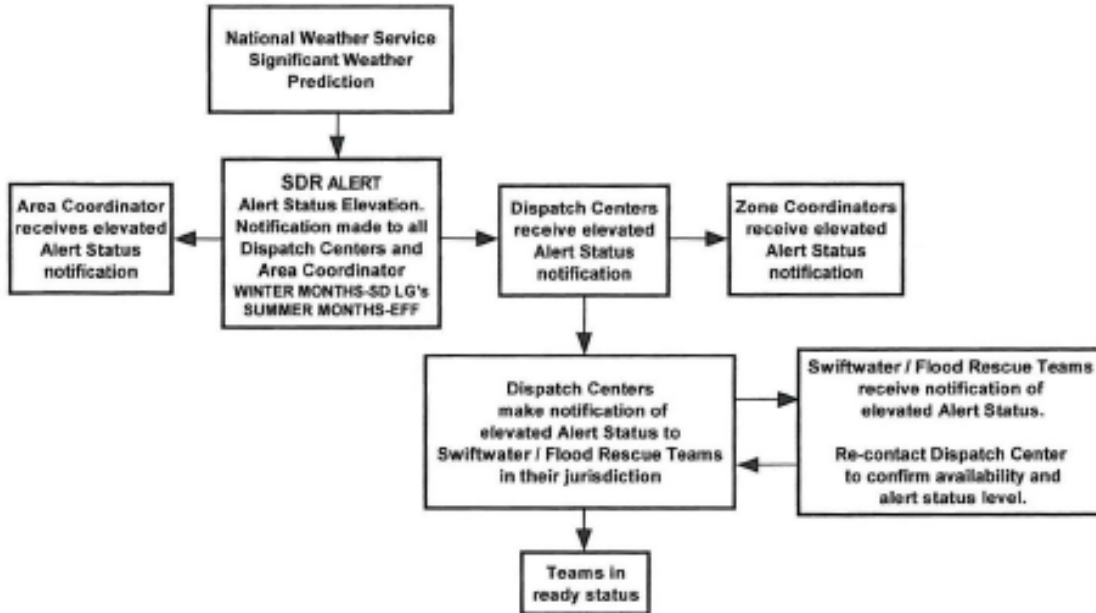 National Weather Service
Significant Weather
Prediction
SDR ALERT
Alert Status Elevation.
Notification made to all
Dispatch Centers and
Area Coordinator
WINTER MONTHS-SD LG's
SUMMER MONTHS-EFF
Area Coordinator
receives elevated
Alert Status
notification
Dispatch Centers
receive elevated
Alert Status
notification
Zone Coordinators
receive elevated
Alert Status
notification
Dispatch Centers
make notification of
elevated Alert Status to
Swiftwater / Flood Rescue Teams
in their jurisdiction
Swiftwater / Flood Rescue Teams
receive notification of
elevated Alert Status.
Re-contact Dispatch Center
to confirm availability and
alert status level.
Teams in
ready status